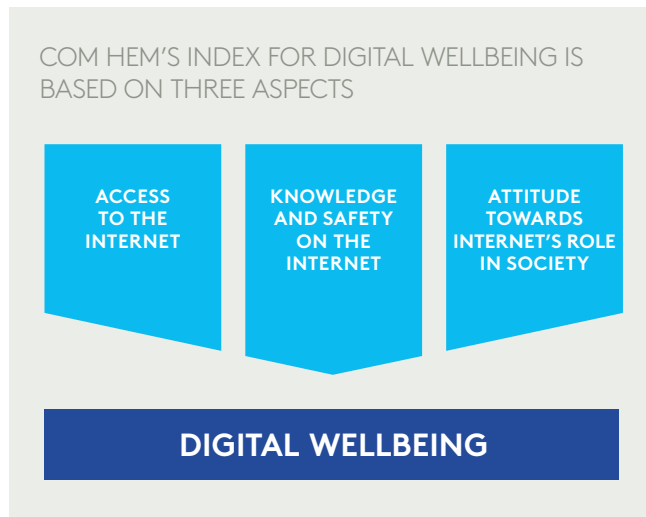 COM HEM'S INDEX FOR DIGITAL WELLBEING IS
BASED ON THREE ASPECTS
ACCESS
TO THE
INTERNET
KNOWLEDGE
AND SAFETY
ON THE
INTERNET
ATTITUDE
TOWARDS
INTERNET'S ROLE
IN SOCIETY
DIGITAL WELLBEING